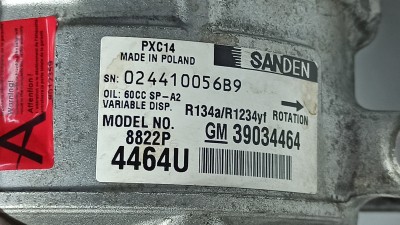 PXC14
MADE IN POLAND
SANDEN
SN: 024410056B9
OIL: 60CC SP-A2
VARIABLE DISP.
R134a/R1234yf
ROTATION
MODEL NO.
8822P
GM 39034464
4464U
Attention !